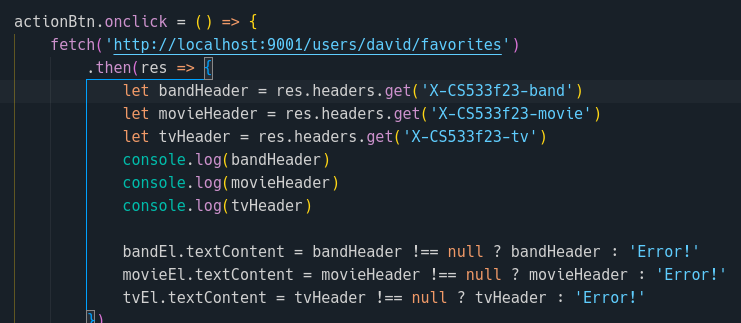 actionBtn.onclick = () => {
    fetch('http://localhost:9001/users/david/favorites')
        .then(res => {
            let bandHeader = res.headers.get('X-CS533f23-band')
            let movieHeader = res.headers.get('X-CS533f23-movie')
            let tvHeader = res.headers.get('X-CS533f23-tv')
            console.log(bandHeader)
            console.log(movieHeader)
            console.log(tvHeader)

            bandEl.textContent = bandHeader !== null ? bandHeader : 'Error!'
            movieEl.textContent = movieHeader !== null ? movieHeader : 'Error!'
            tvEl.textContent = tvHeader !== null ? tvHeader : 'Error!'
        })